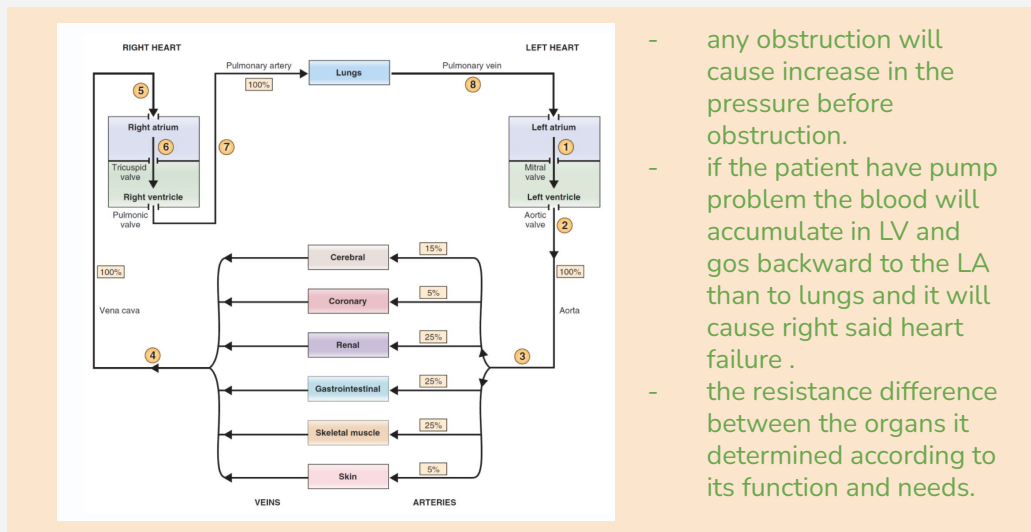 RIGHT HEART
LEFT HEART
Pulmonary artery
100%
Lungs
Pulmonary vein
8
5
Right atrium
6
Tricuspid
valve
Right ventricle
Pulmonic
valve
7
Left atrium
1
Mitral
valve
Left ventricle
Aortic
valve
2
100%
Vena cava
100%
Aorta
Cerebral
15%
Coronary
5%
Renal
25%
4
3
Gastrointestinal
25%
Skeletal muscle
25%
Skin
5%
VEINS
ARTERIES
- any obstruction will
cause increase in the
pressure before
obstruction.
- if the patient have pump
problem the blood will
accumulate in LV and
gos backward to the LA
than to lungs and it will
cause right said heart
failure .
- the resistance difference
between the organs it
determined according to
its function and needs.